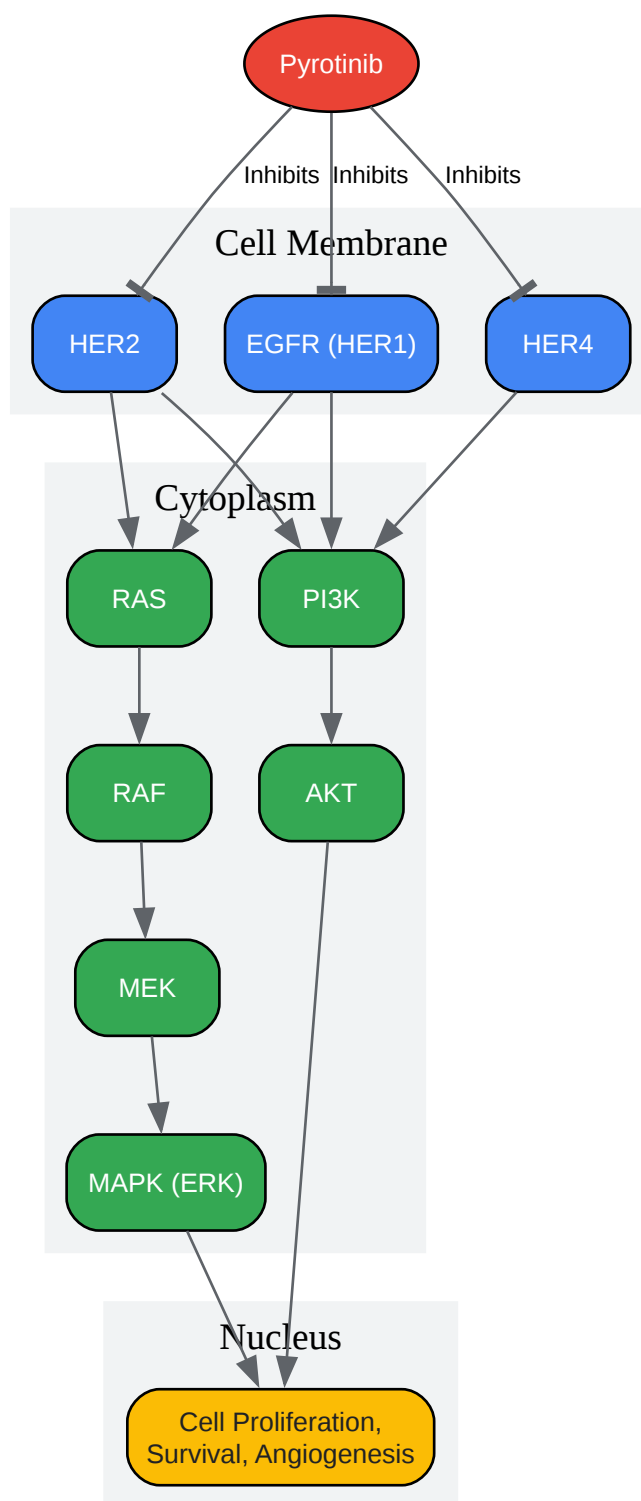 Pyrotinib
Inhibits Inhibits Inhibits
Cell Membrane
HER2 EGFR (HER1) HER4
Cytoplasm
RAS PI3K
RAF AKT
MEK
MAPK (ERK)
Nucleus
Cell Proliferation,
Survival, Angiogenesis